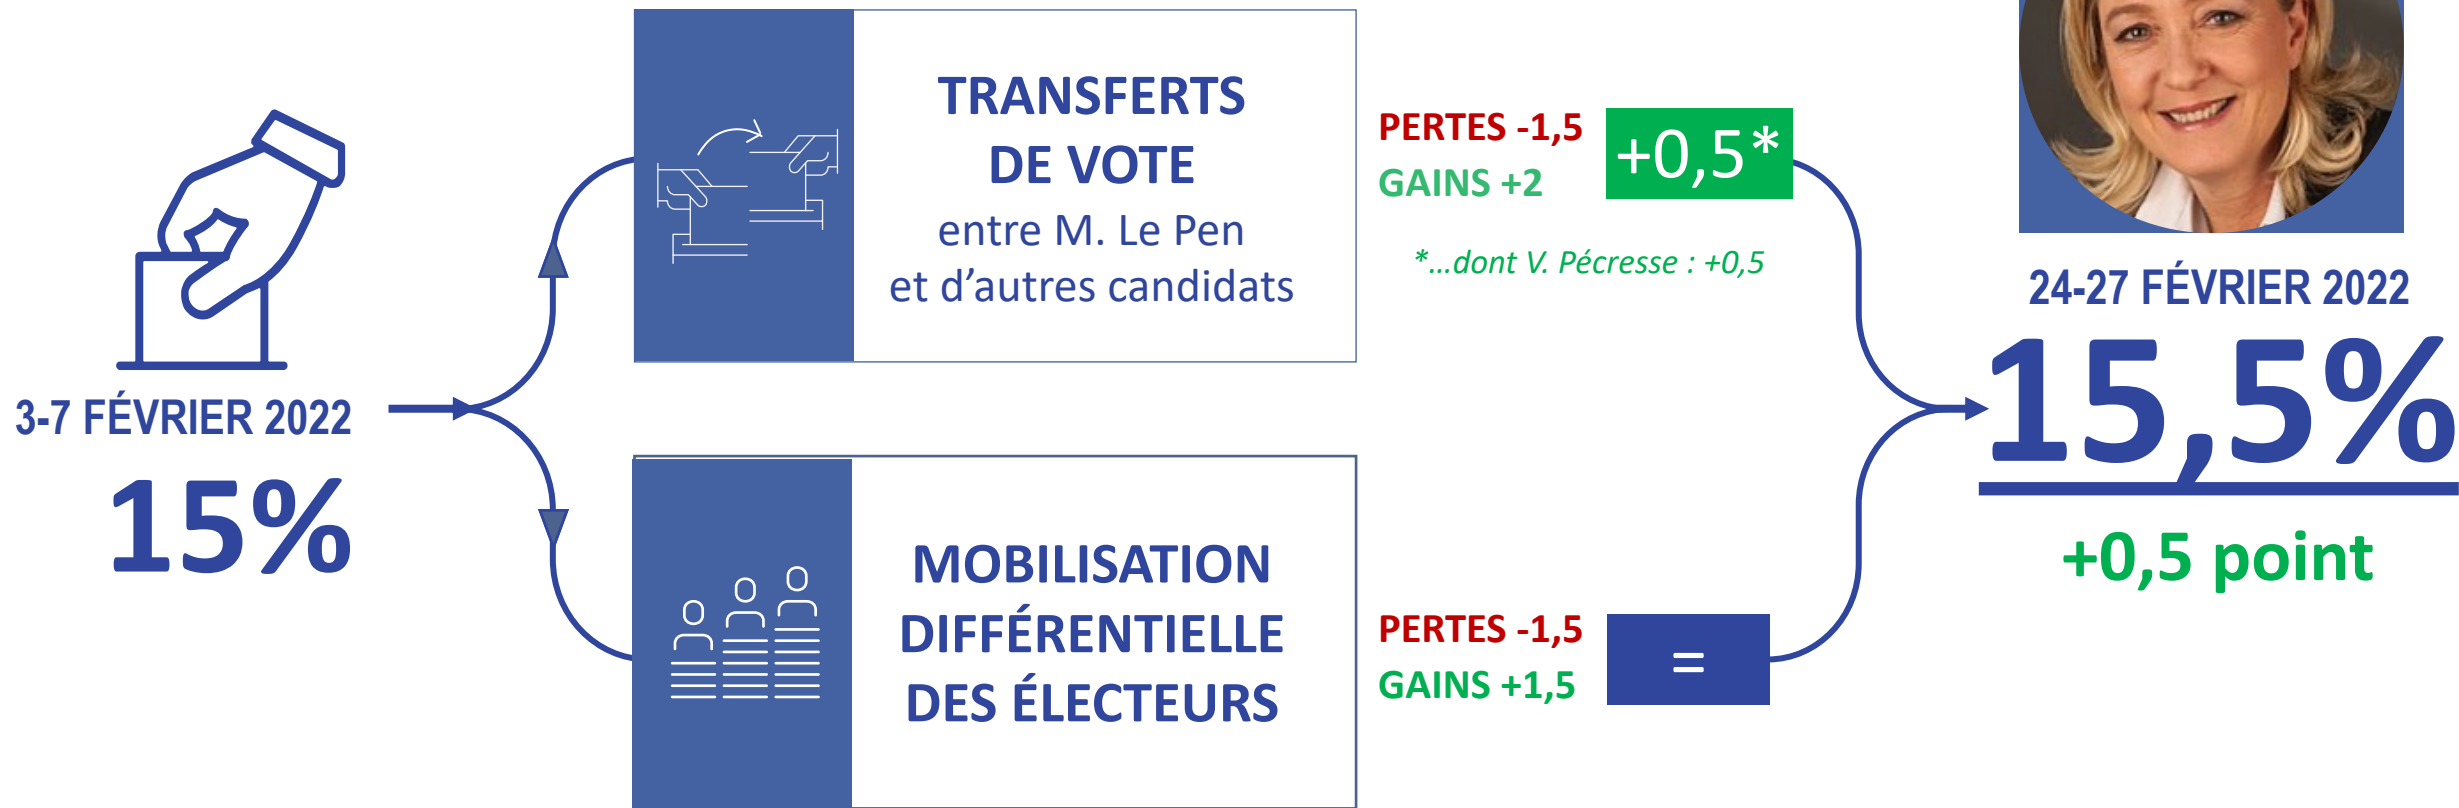 3-7 FÉVRIER 2022
15%
TRANSFERTS
DE VOTE
entre M. Le Pen
et d'autres candidats
PERTES -1,5
GAINS +2
+0,5*
*...dont V. Pécresse : +0,5
MOBILISATION
DIFFÉRENTIELLE
DES ÉLECTEURS
PERTES -1,5
GAINS +1,5
=
24-27 FÉVRIER 2022
15,5%
+0,5 point